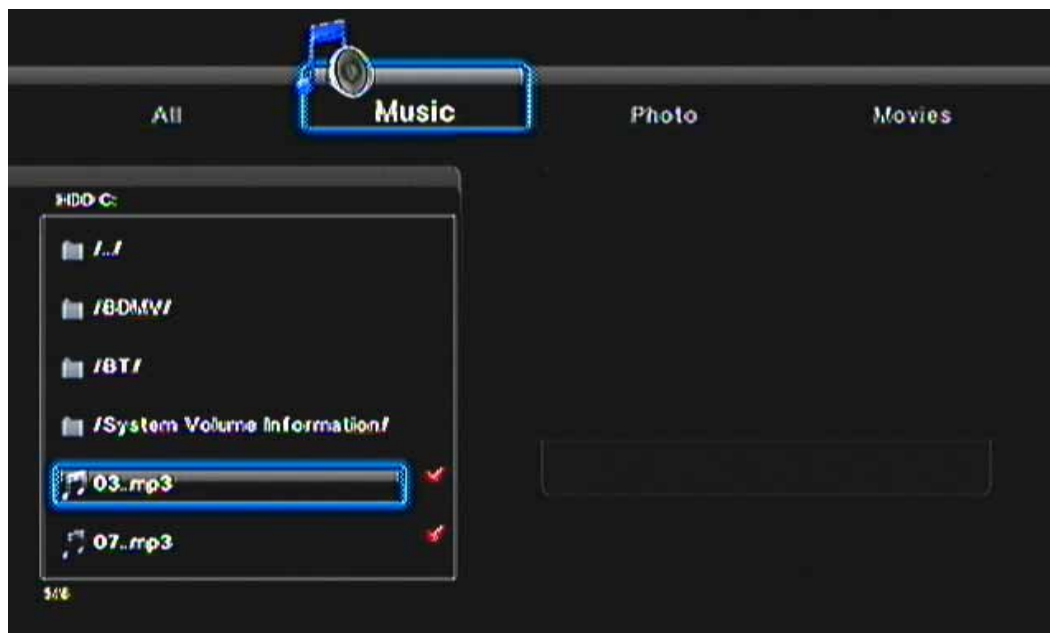 All Music Photo Movies
HDD C:
/../
/BDMV/
/BT/
/System Volume Information/
03..mp3
07..mp3
5/6